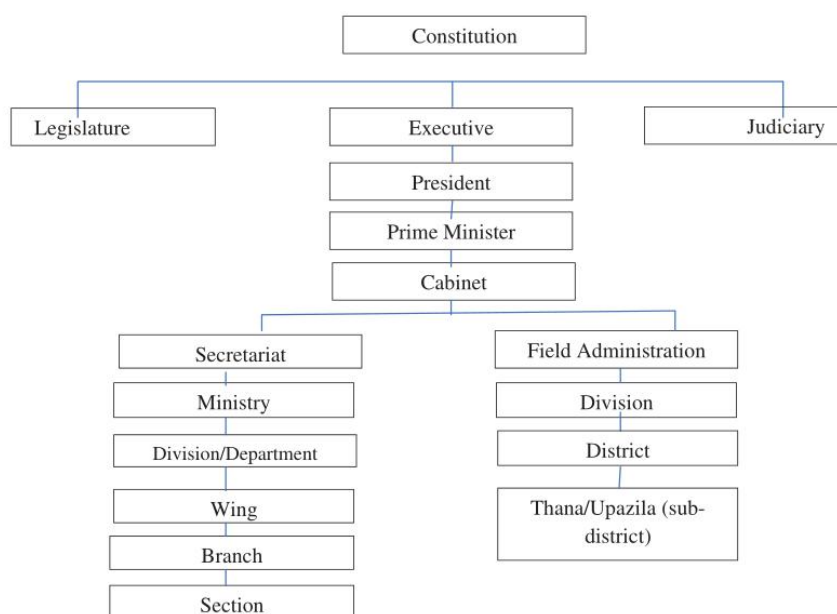 Constitution
Legislature
Executive
Judiciary
President
Prime Minister
Cabinet
Secretariat
Field Administration
Ministry
Division
Division/Department
District
Wing
Thana/Upazila (sub-
district)
Branch
Section